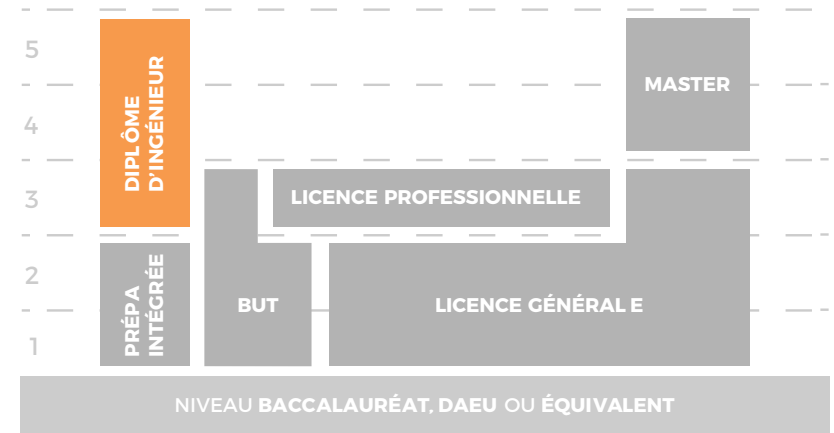 5
DIPLÔME
D'INGÉNIEUR
MASTER
4
3
LICENCE PROFESSIONNELLE
2
PRÉPA
INTÉGRÉE
BUT
LICENCE GÉNÉRALE
1
NIVEAU BACCALAURÉAT, DAEU OU ÉQUIVALENT